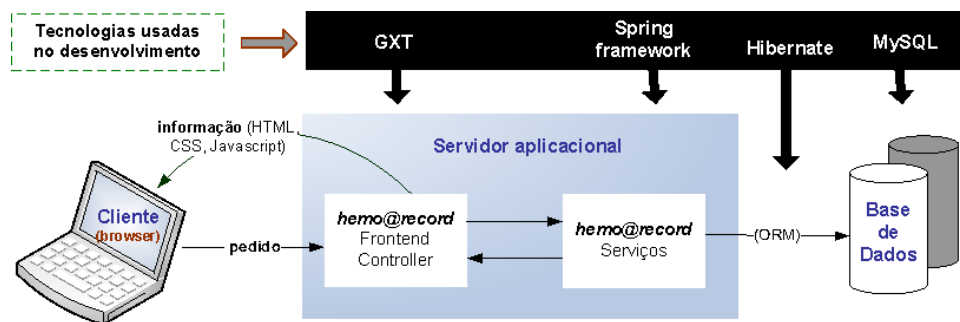 Tecnologias usadas
no desenvolvimento
GXT
Spring
framework
Hibernate
MySQL
informação (HTML,
CSS, Javascript)
Servidor aplicacional
Cliente
(browser)
pedido
hemo@record
Frontend
Controller
hemo@record
Serviços
(ORM)
Base
de
Dados